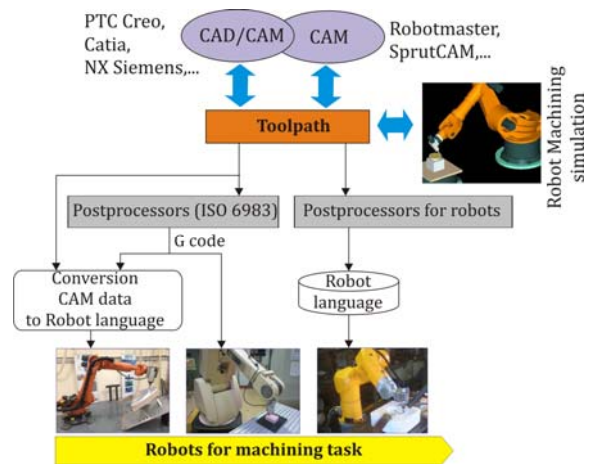 PTC Creo,
Catia,
NX Siemens,...
CAD/CAM
CAM
Robotmaster,
SprutCAM,...
Toolpath
Robot Machining
simulation
Postprocessors (ISO 6983)
Postprocessors for robots
G code
Conversion
CAM data
to Robot language
Robot
language
Robots for machining task